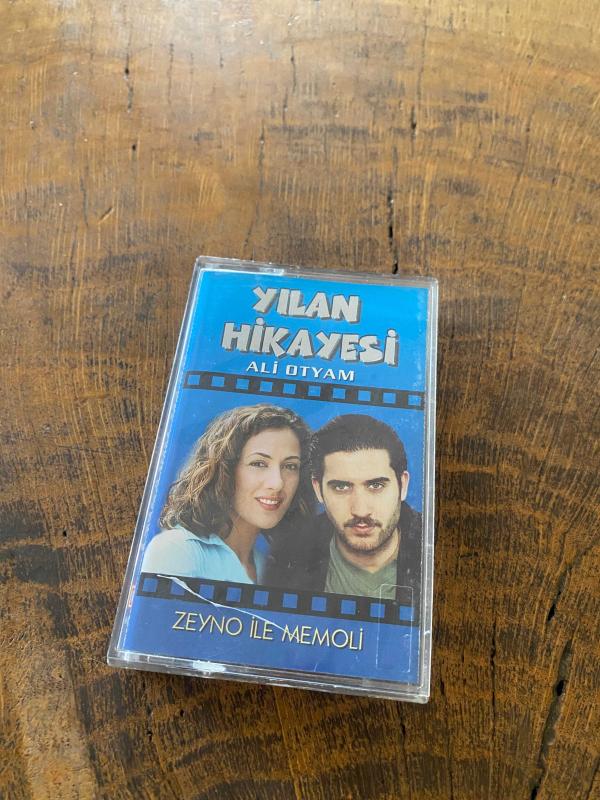 YILAN
HİKAYESİ
ALİ OTYAM
ZEYNO İLE MEMOLİ